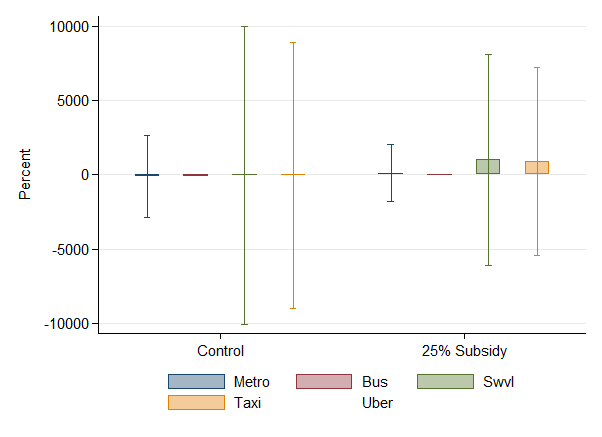 10000
5000
0
-5000
-10000
Percent
Control 25% Subsidy
Metro Bus Swvl
Taxi Uber